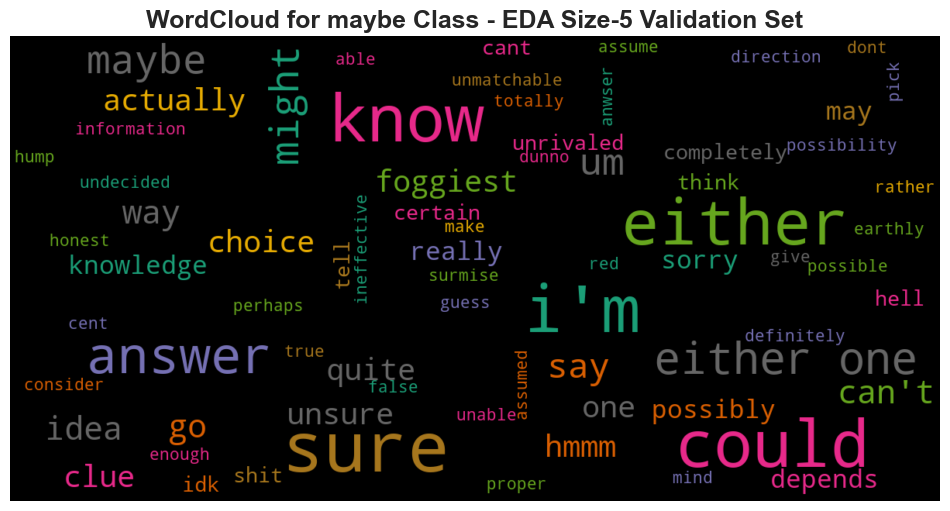 WordCloud for maybe Class - EDA Size-5 Validation Set
maybe
might
able
cant
assume
direction
dont
actually
know
unmatchable
totally
anwser
pick
may
information
unrivaled
hump
dunno
um
completely
possibility
undecided
foggiest
think
rather
way
ineffective
certain
make
either
earthly
honest
choice
tell
really
sorry
give
knowledge
surmise
red
possible
perhaps
guess
i'm
hell
cent
answer
true
definitely
quite
false
assumed
say
either one
consider
can't
idea
go
unsure
unable
one
possibly
enough
sure
hmmm
could
clue
idk
shit
proper
mind
depends